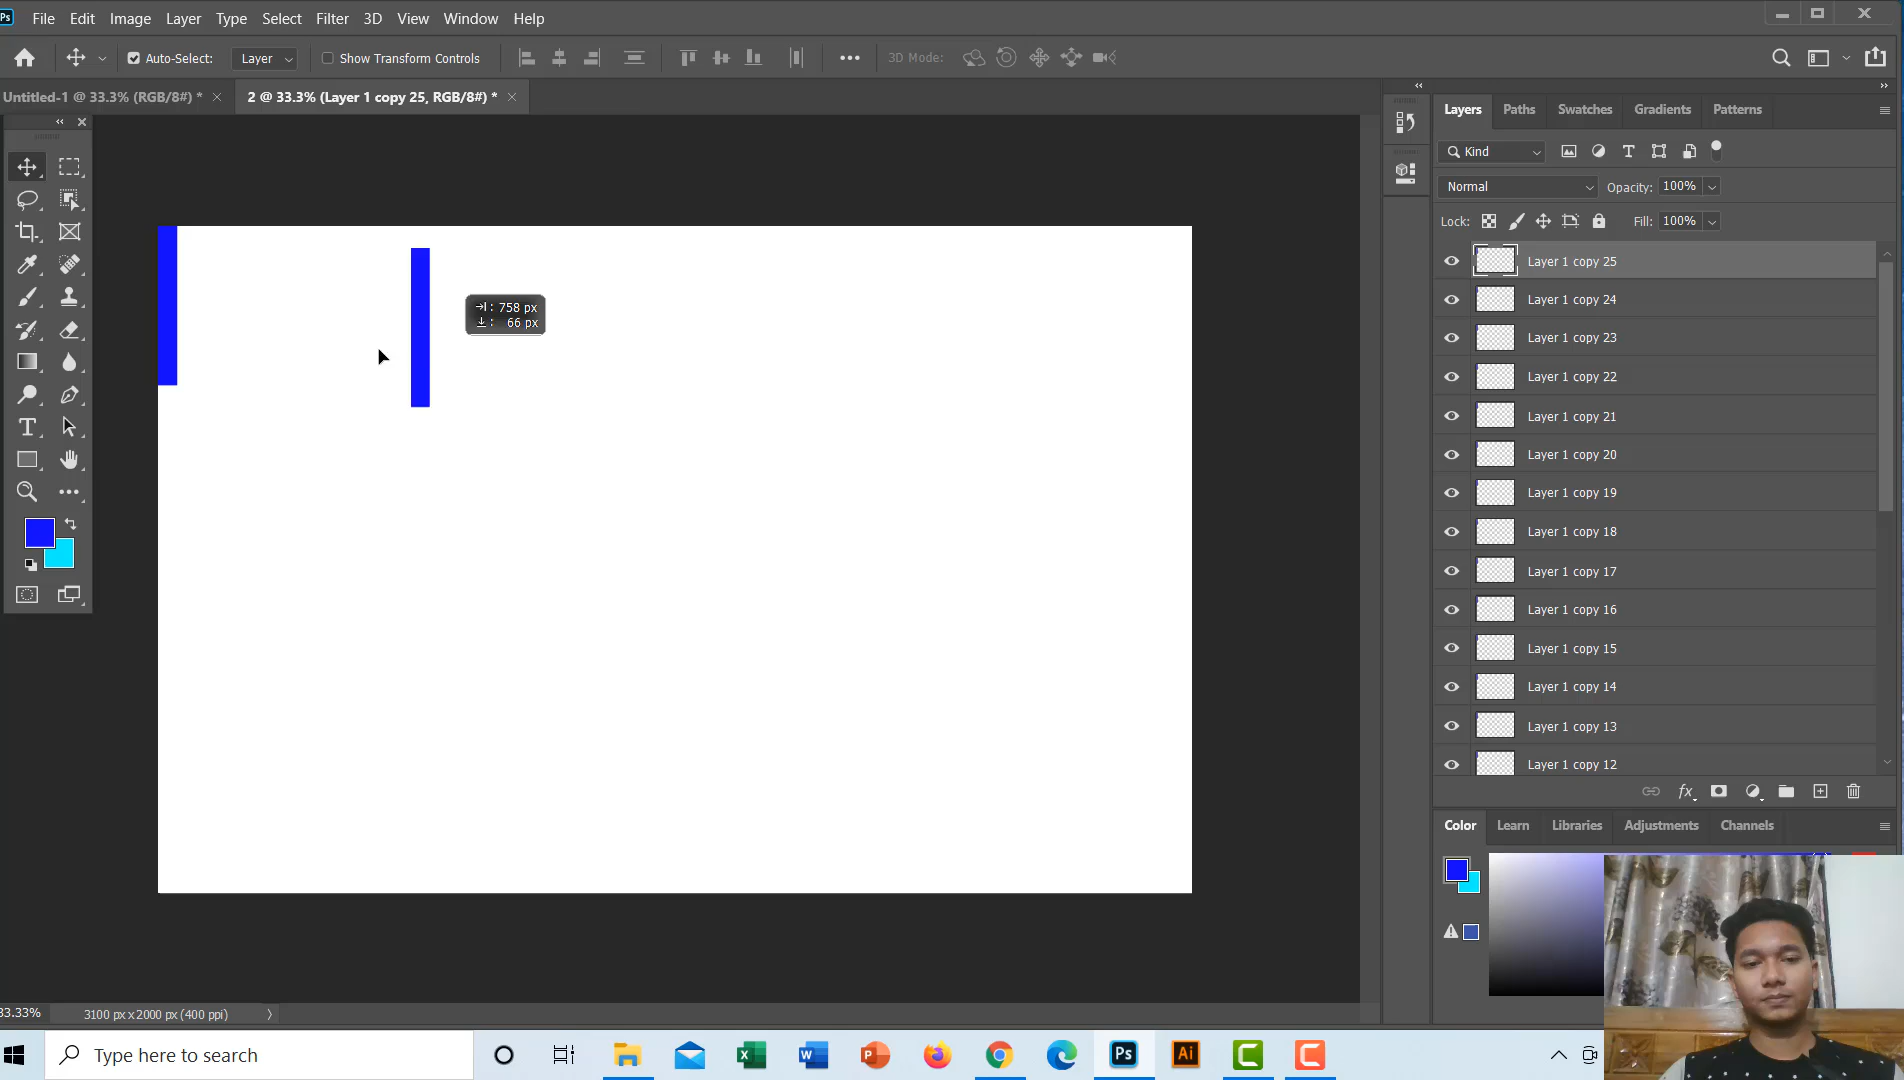 Ps File Edit Image Layer Type Select Filter 3D View Window Help
Auto-Select: Layer Show Transform Controls 3D Mode:
Untitled-1 @ 33.3% (RGB/8#) * 2 @ 33.3% (Layer 1 copy 25, RGB/8#) *
Layers Paths Swatches Gradients Patterns
Kind
Normal Opacity: 100%
Lock: Fill: 100%
: 758 px
: 66 px
Layer 1 copy 25
Layer 1 copy 24
Layer 1 copy 23
Layer 1 copy 22
Layer 1 copy 21
Layer 1 copy 20
Layer 1 copy 19
Layer 1 copy 18
Layer 1 copy 17
Layer 1 copy 16
Layer 1 copy 15
Layer 1 copy 14
Layer 1 copy 13
Layer 1 copy 12
fx
Color Learn Libraries Adjustments Channels
33.33% 3100 px x 2000 px (400 ppi)
Type here to search
Ps Ai